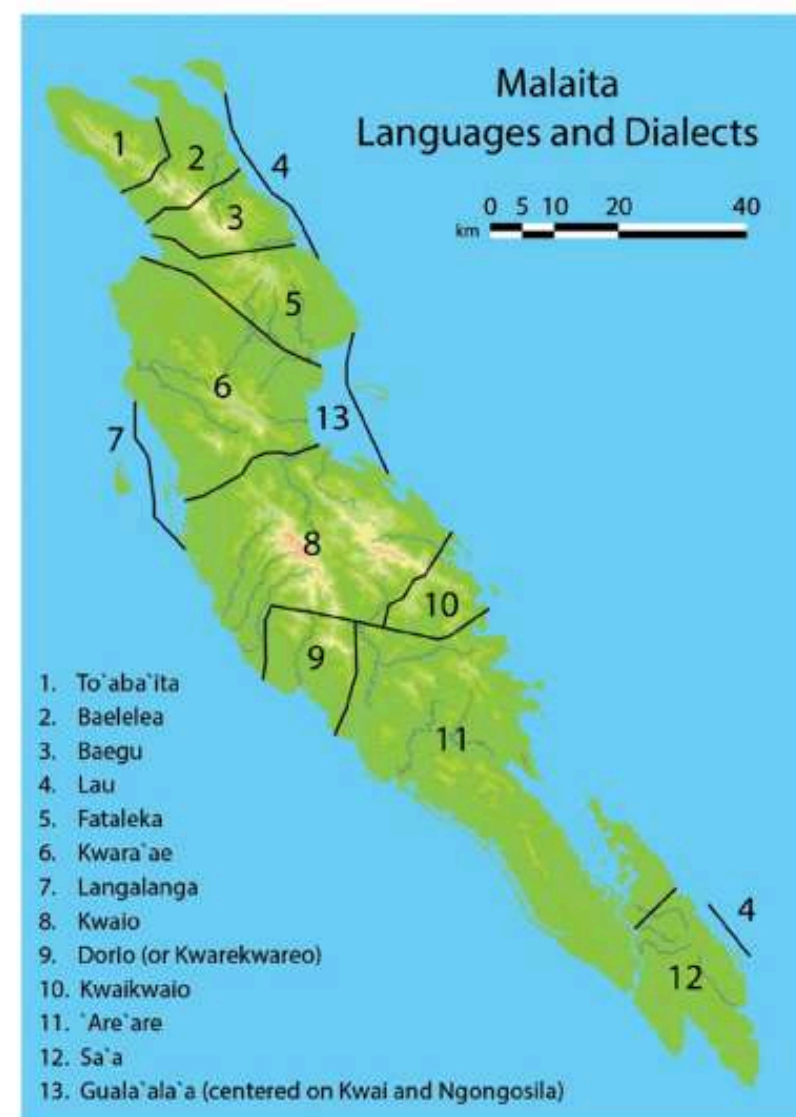 Malaita
Languages and Dialects
0 5 10 20 40
km
1
2
4
3
5
6
13
7
8
10
9
11
4
12
1. To`aba`ita
2. Baelelea
3. Baegu
4. Lau
5. Fataleka
6. Kwara`ae
7. Langalanga
8. Kwaio
9. Dorio (or Kwarekwareo)
10. Kwaikwaio
11. `Are`are
12. Sa`a
13. Guala`ala`a (centered on Kwai and Ngongosila)